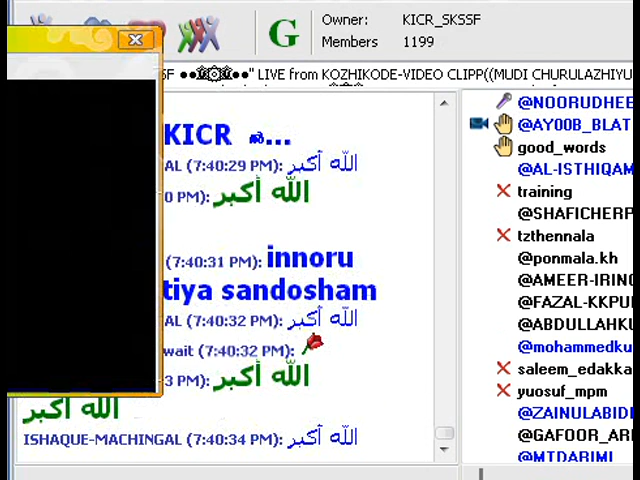 G
Owner: KICR_SKSSF
Members 1199
SF ●●۞●●" LIVE from KOZHIKODE-VIDEO CLIPP((MUDI CHURULAZHIYU
KICR
AL (7:40:29 PM): الله أكبر
0 PM): الله أكبر
(7:40:31 PM): innoru
tiya sandosham
AL (7:40:32 PM): الله أكبر
wait (7:40:32 PM):
3 PM): الله أكبر
الله أكبر
ISHAQUE-MACHINGAL (7:40:34 PM): الله أكبر
@NOORUDHEE
@AYOOB_BLAT
good_words
@AL-ISTHIQAM
training
@SHAFICHERP
tzthennala
@ponmala.kh
@AMEER-IRING
@FAZAL-KKPU
@ABDULLAHKU
@mohammedku
saleem_edakka
yuosuf_mpm
@ZAINULABIDI
@GAFOOR_ARI
@MTDARIMI